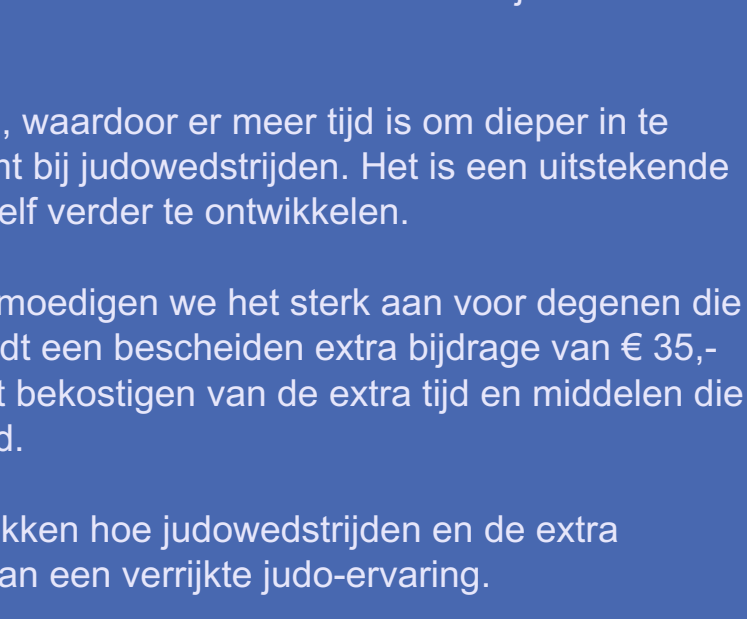 , waardoor er meer tijd is om dieper in te
nt bij judowedstrijden. Het is een uitstekende
elf verder te ontwikkelen.
moedigen we het sterk aan voor degenen die
dt een bescheiden extra bijdrage van € 35,-
t bekostigen van de extra tijd en middelen die
d.
kken hoe judowedstrijden en de extra
an een verrijkte judo-ervaring.